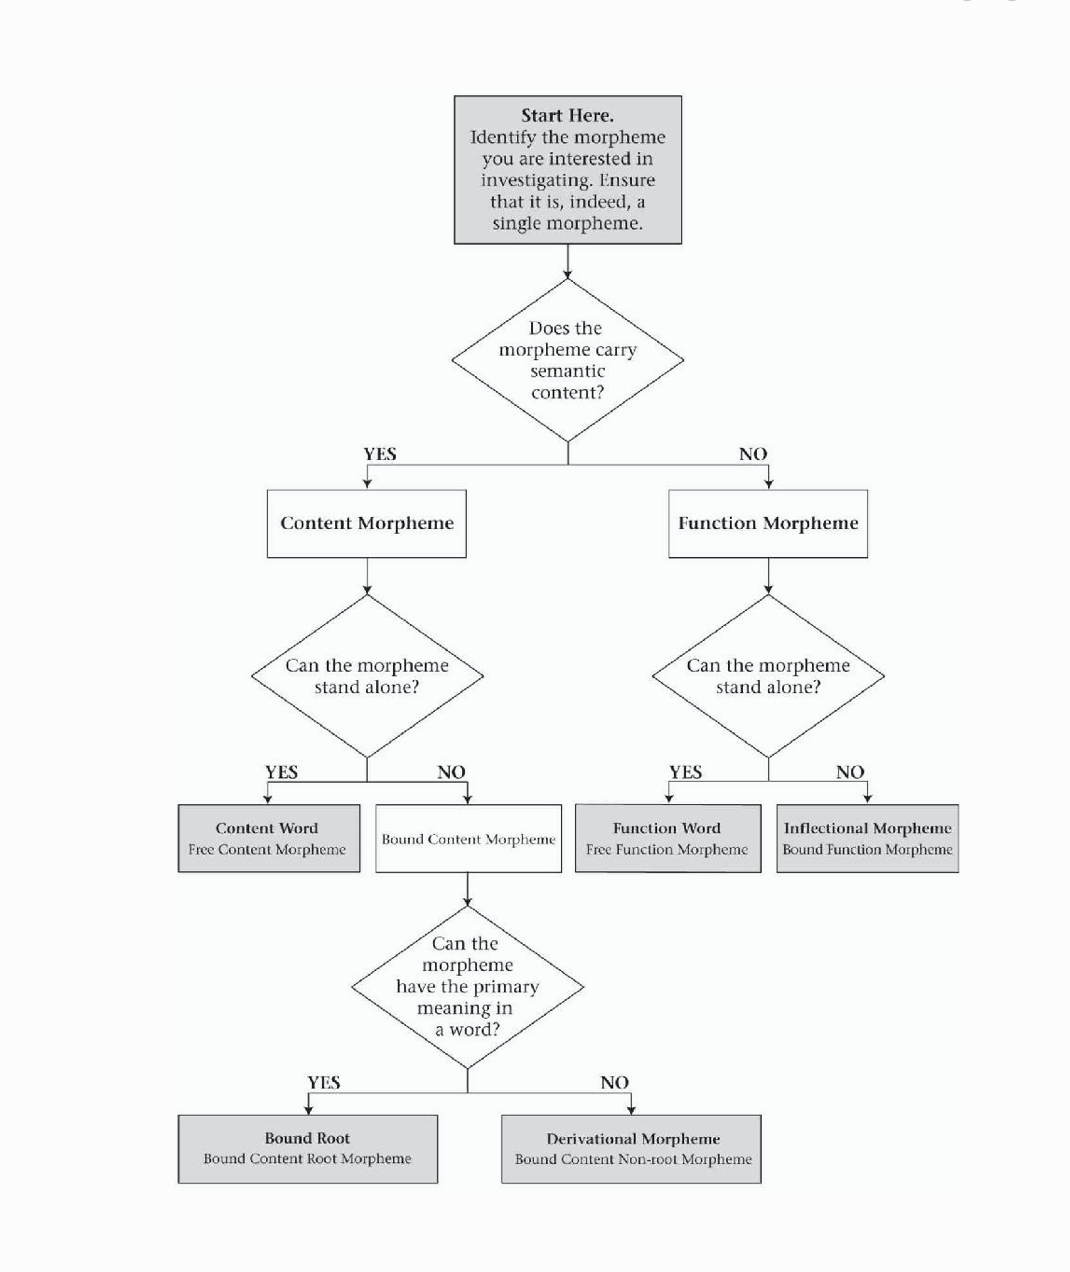 Start Here.
Identify the morpheme
you are interested in
investigating. Ensure
that it is, indeed, a
single morpheme.
Does the
morpheme carry
semantic
content?
YES
NO
Content Morpheme
Function Morpheme
Can the morpheme
stand alone?
Can the morpheme
stand alone?
YES
NO
YES
NO
Content Word
Free Content Morpheme
Bound Content Morpheme
Function Word
Free Function Morpheme
Inflectional Morpheme
Bound Function Morpheme
Can the
morpheme
have the primary
meaning in
a word?
YES
NO
Bound Root
Bound Content Root Morpheme
Derivational Morpheme
Bound Content Non-root Morpheme